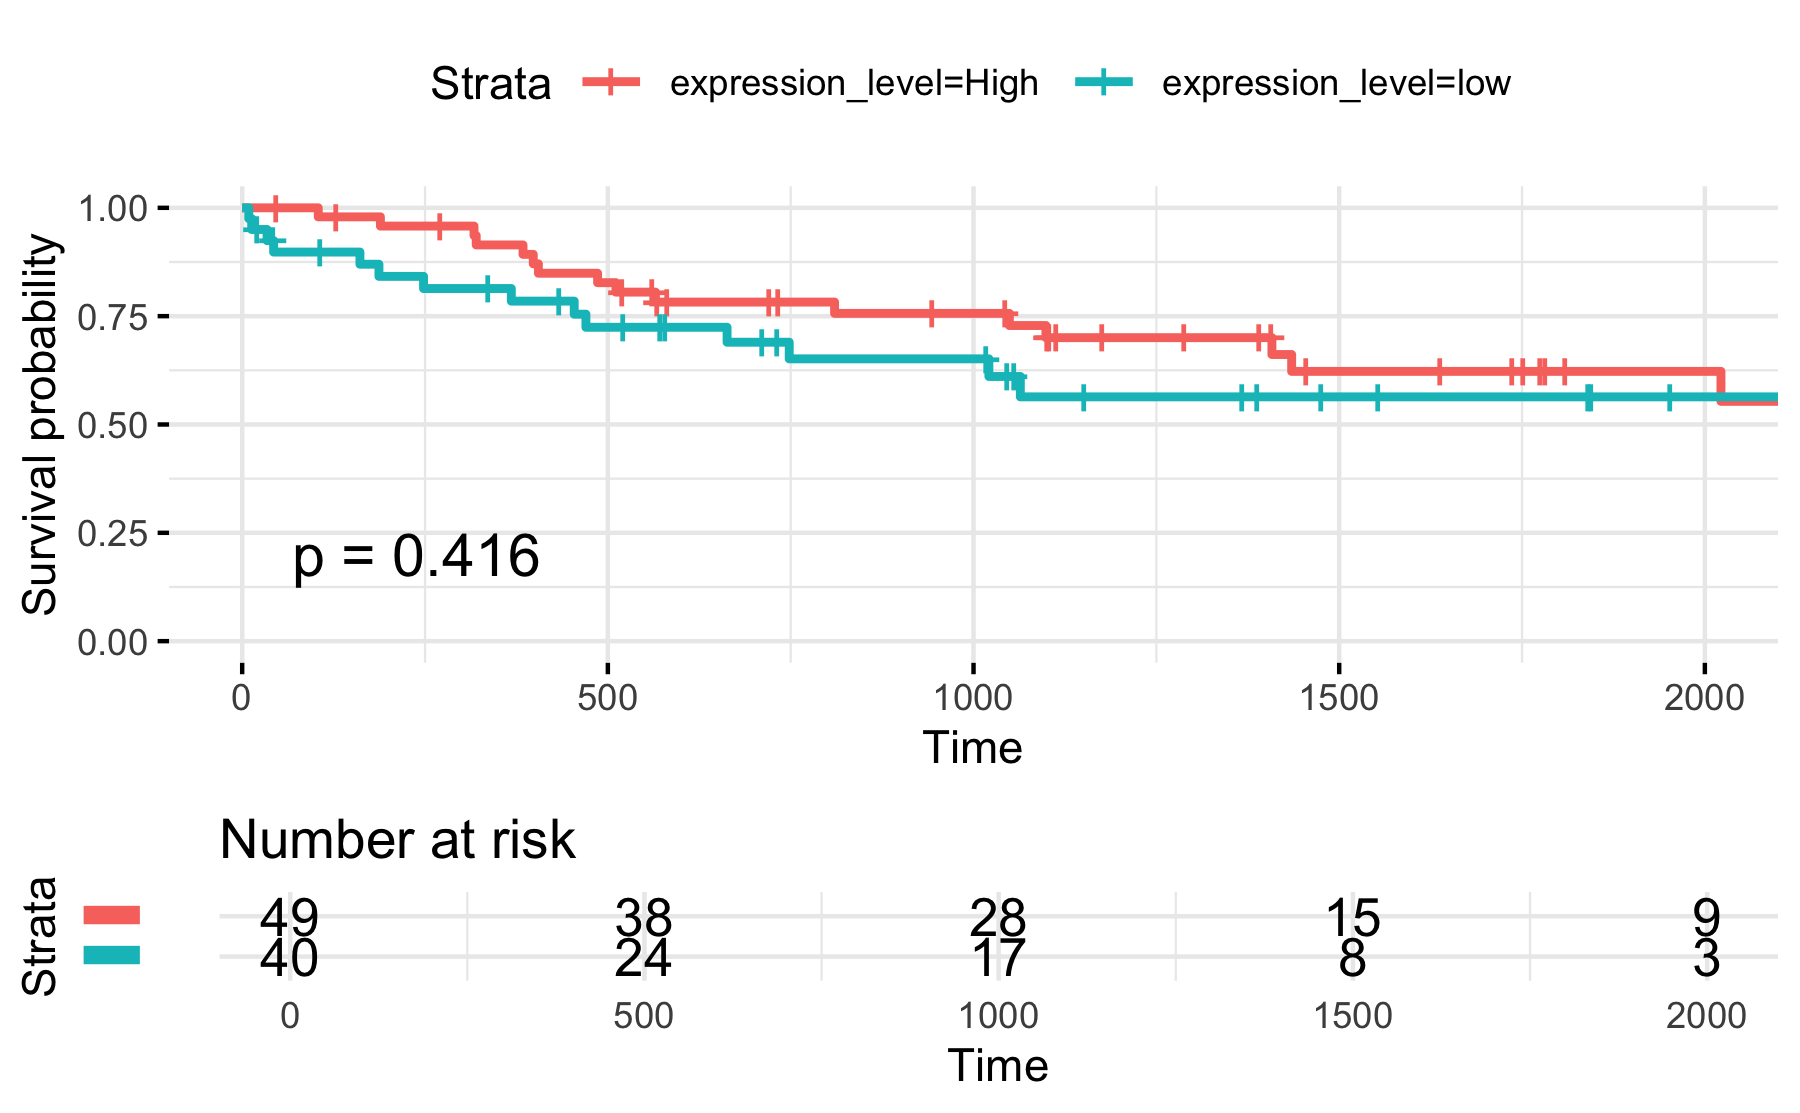 Strata expression_level=High expression_level=low
Survival probability
1.00
0.75
0.50
0.25
0.00
p = 0.416
0 500 1000 1500 2000
Time
Number at risk
Strata
49 38 28 15 9
40 24 17 8 3
0 500 1000 1500 2000
Time